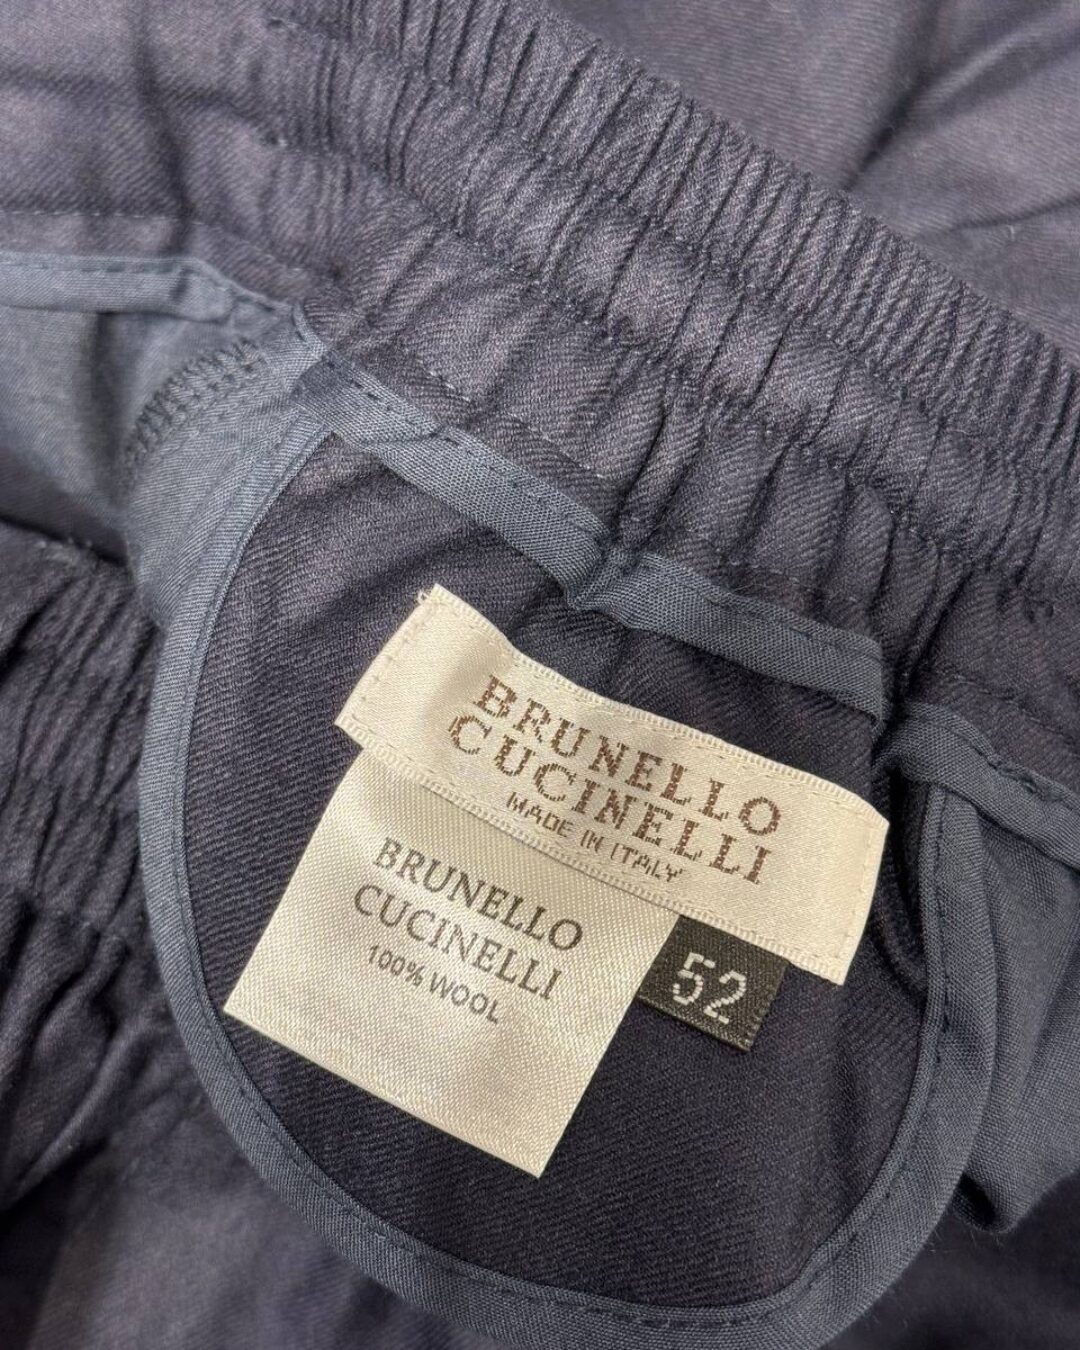 BRUNELLO
CUCINELLI
MADE IN ITALY
BRUNELLO
CUCINELLI
100% WOOL
52